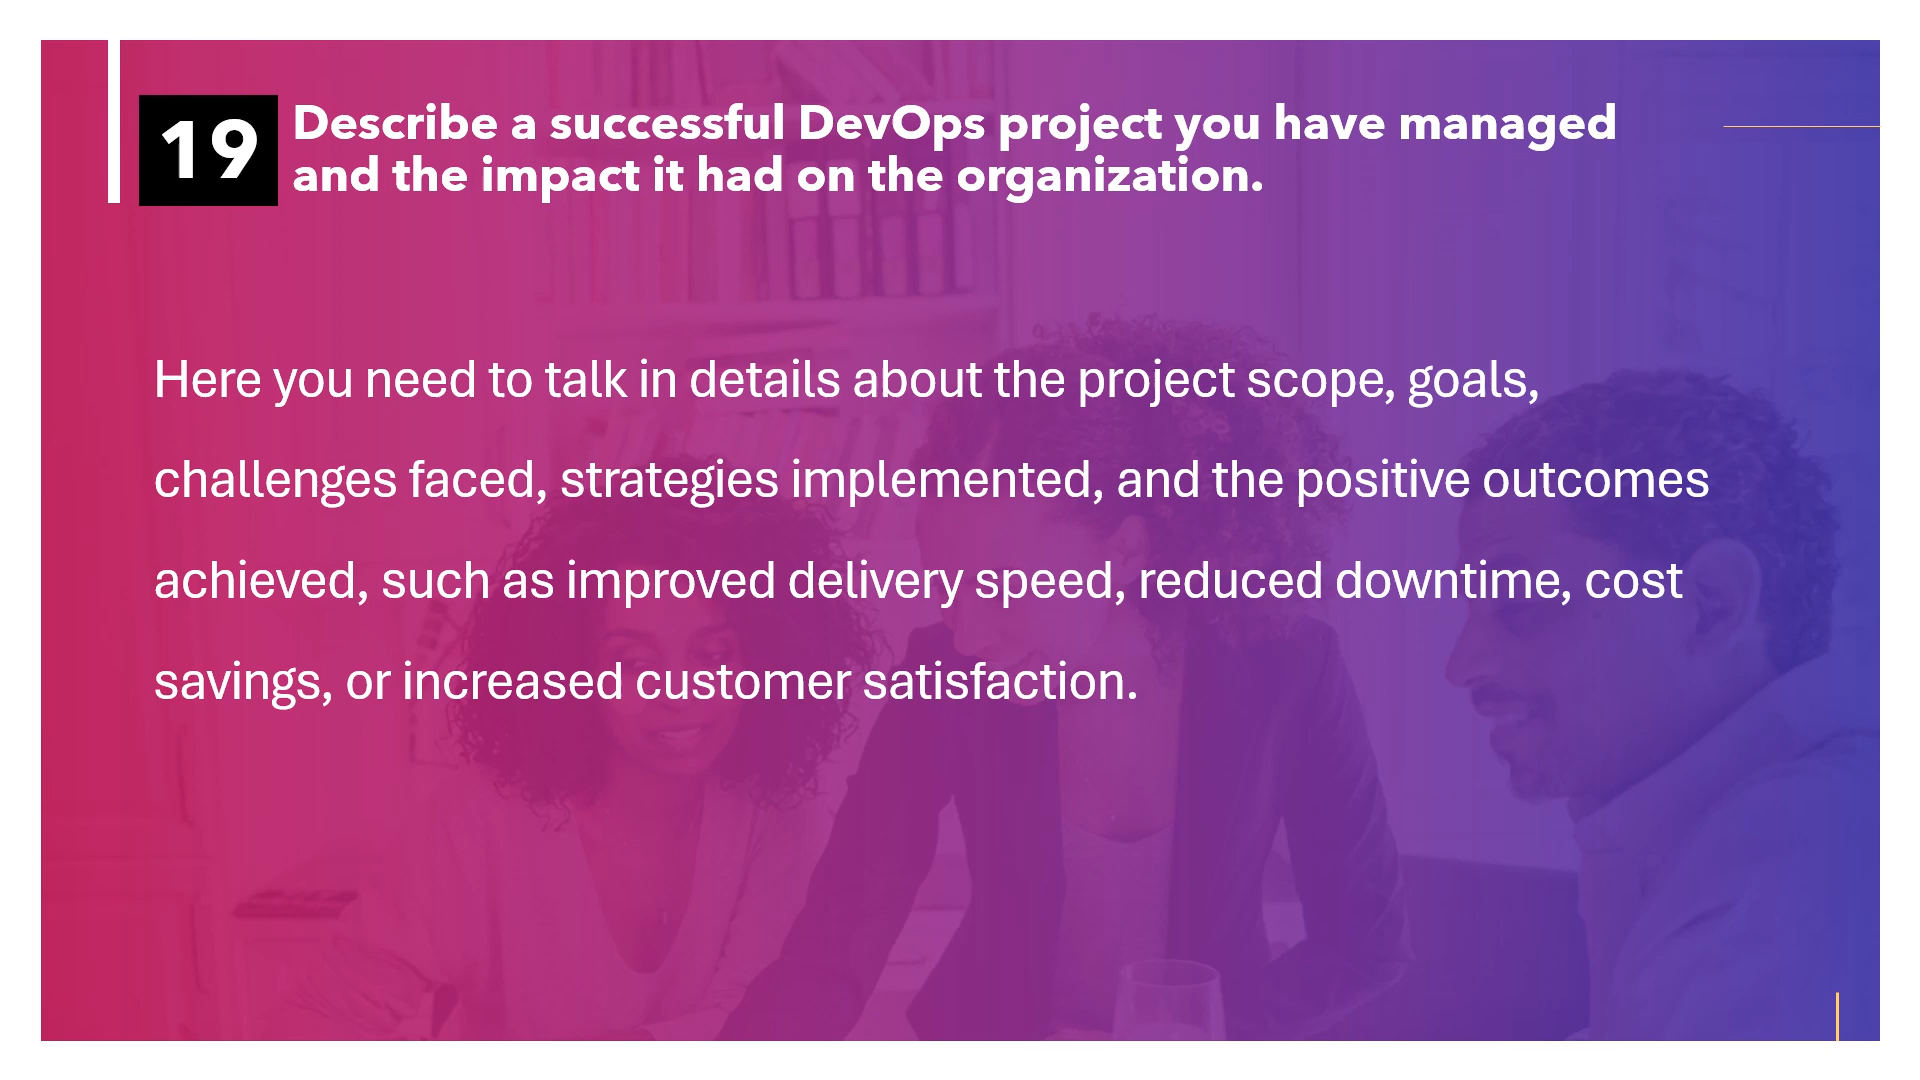 19
Describe a successful DevOps project you have managed
and the impact it had on the organization.
Here you need to talk in details about the project scope, goals,
challenges faced, strategies implemented, and the positive outcomes
achieved, such as improved delivery speed, reduced downtime, cost
savings, or increased customer satisfaction.